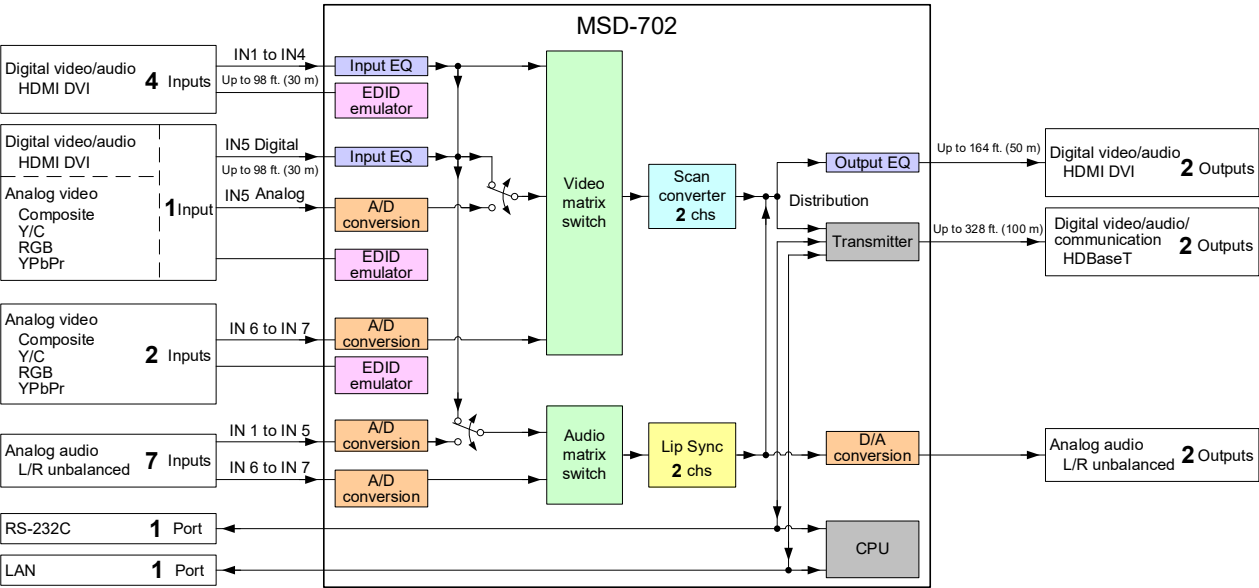 MSD-702
Digital video/audio
HDMI DVI
4 Inputs
IN1 to IN4
Up to 98 ft. (30 m)
Input EQ
EDID
emulator
Digital video/audio
HDMI DVI
Analog video
Composite
Y/C
RGB
YPbPr
1 Input
IN5 Digital
Up to 98 ft. (30 m)
IN5 Analog
Input EQ
A/D
conversion
EDID
emulator
Analog video
Composite
Y/C
RGB
YPbPr
2 Inputs
IN 6 to IN 7
A/D
conversion
EDID
emulator
Analog audio
L/R unbalanced
7 Inputs
IN 1 to IN 5
IN 6 to IN 7
A/D
conversion
A/D
conversion
RS-232C
1 Port
LAN
1 Port
Video
matrix
switch
Audio
matrix
switch
Scan
converter
2 chs
Lip Sync
2 chs
Distribution
Output EQ
Transmitter
D/A
conversion
CPU
Up to 164 ft. (50 m)
Digital video/audio
HDMI DVI
2 Outputs
Up to 328 ft. (100 m)
Digital video/audio/
communication
HDBaseT
2 Outputs
Analog audio
L/R unbalanced
2 Outputs